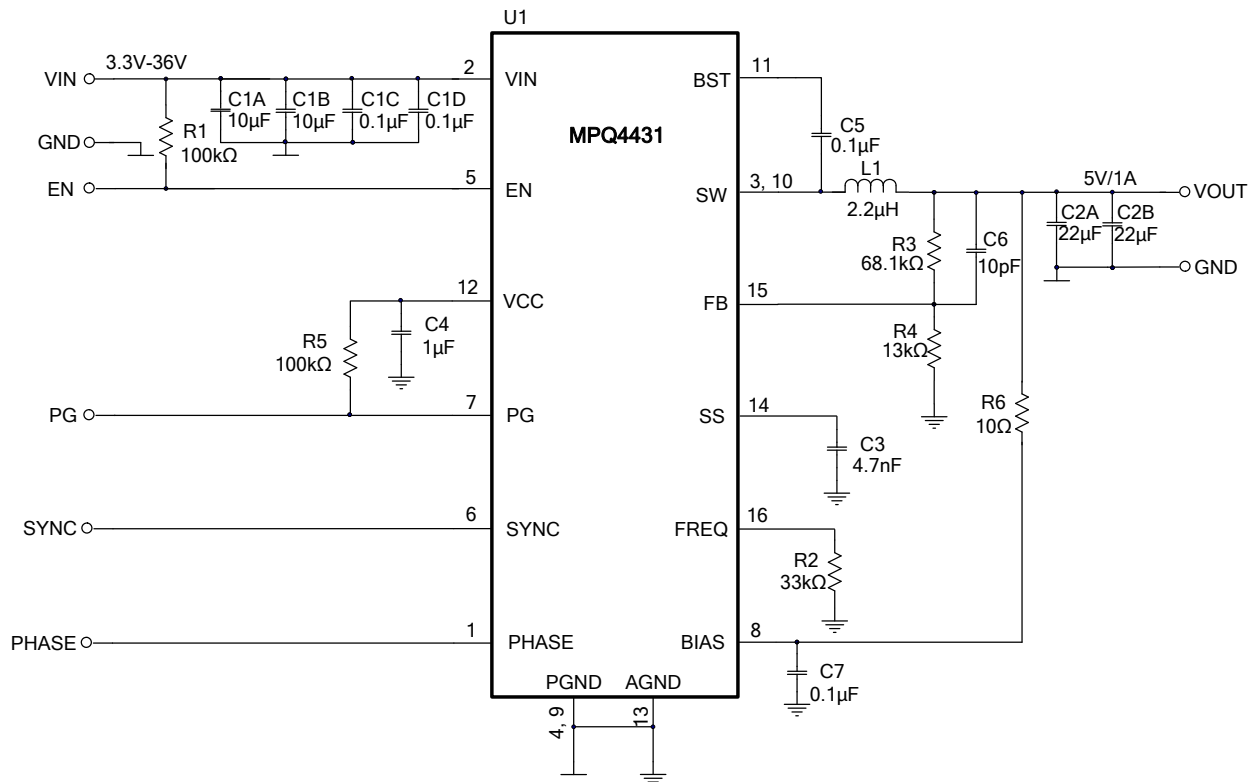 U1
MPQ4431
VIN
3.3V-36V
2
VIN
C1A
10µF
C1B
10µF
C1C
0.1µF
C1D
0.1µF
GND
R1
100kΩ
EN
5
EN
12
VCC
R5
100kΩ
C4
1µF
PG
7
PG
SYNC
6
SYNC
PHASE
1
PHASE
PGND
AGND
4, 9
13
BST
11
C5
0.1µF
SW
3, 10
L1
2.2µH
5V/1A
VOUT
R3
68.1kΩ
C6
10pF
C2A
22µF
C2B
22µF
GND
FB
15
R4
13kΩ
SS
14
C3
4.7nF
R6
10Ω
FREQ
16
R2
33kΩ
BIAS
8
C7
0.1µF